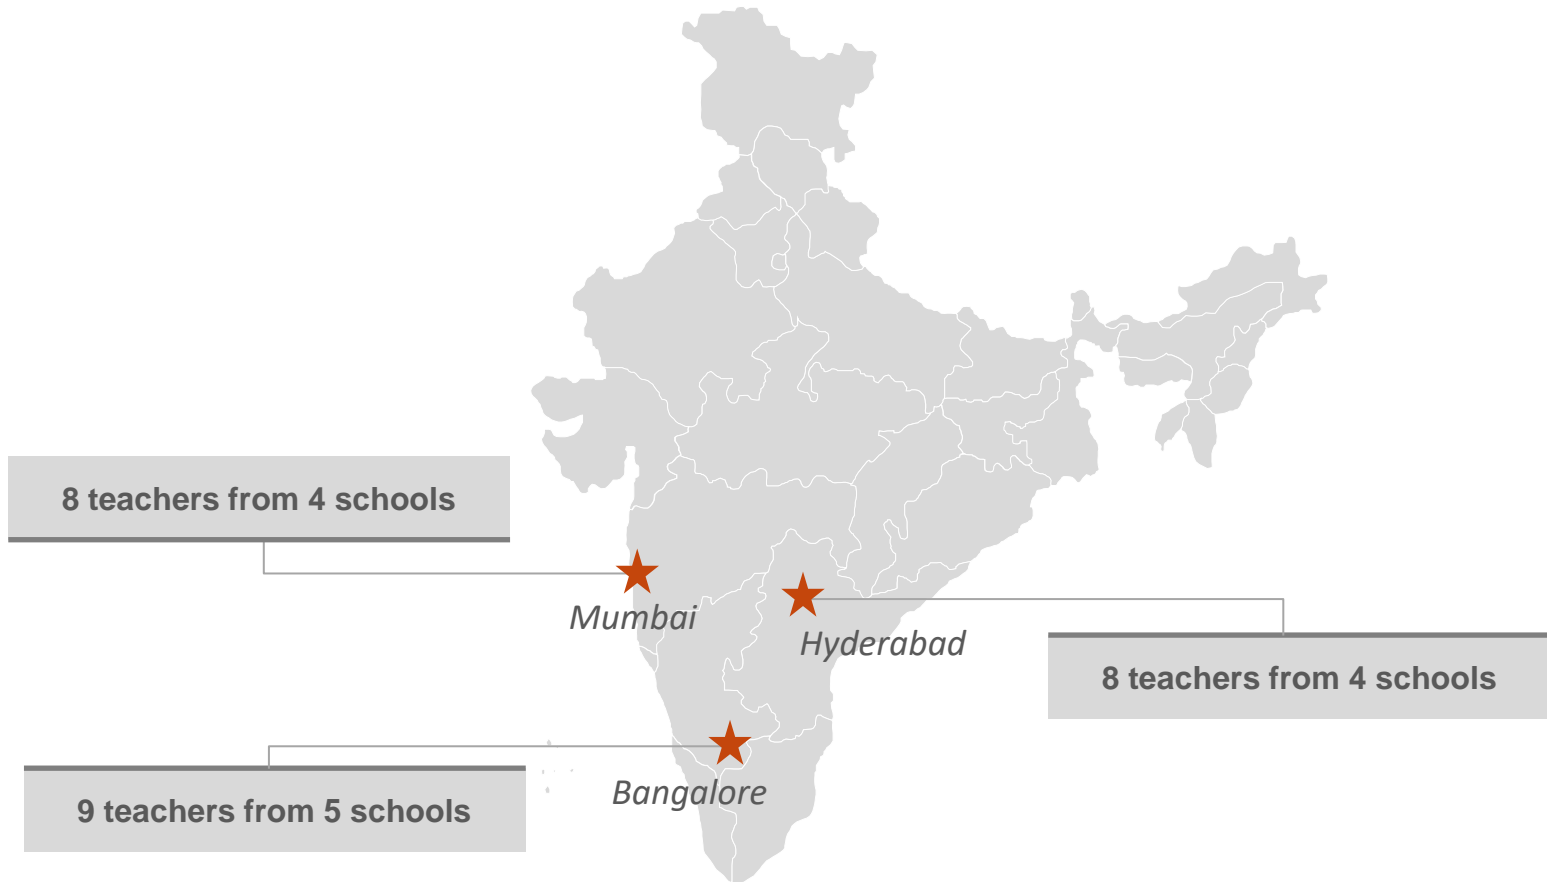 8 teachers from 4 schools
Mumbai
Hyderabad
8 teachers from 4 schools
Bangalore
9 teachers from 5 schools